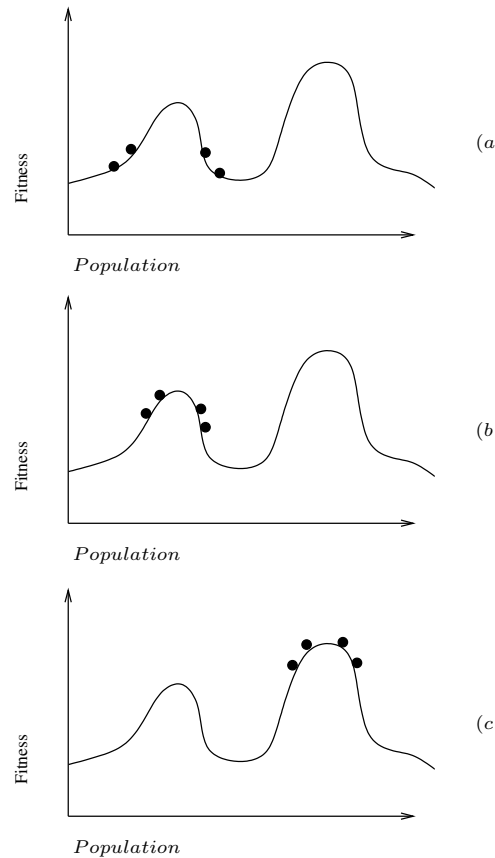 Fitness
(a
Population
Fitness
(b
Population
Fitness
(c
Population